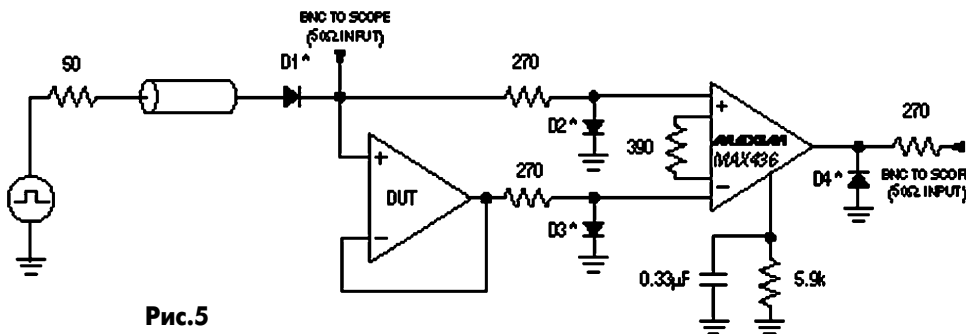 BNC TO SCOPE
(50Ω INPUT)
50
D1*
270
D2*
+
390
−
MAXIM
MAX436
270
D4*
BNC TO SCOPE
(50Ω INPUT)
+
DUT
−
270
D3*
0.33µF
5.9k
Рис.5